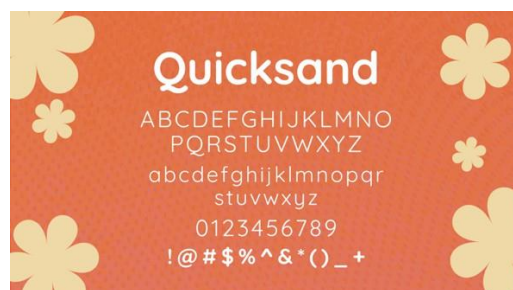 Quicksand
ABCDEFGHIJKLMNO
PQRSTUVWXYZ
abcdefghijklmnopqr
stuvwxyz
0123456789
!@#$%^&*()_+